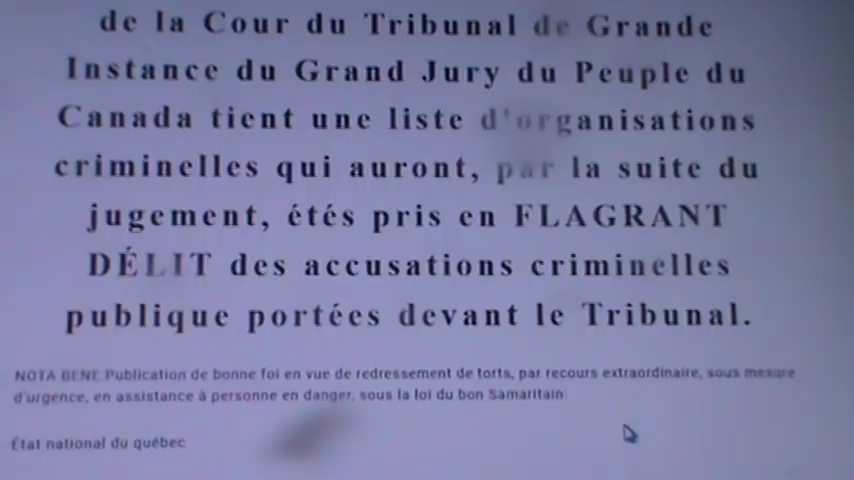 de la Cour du Tribunal de Grande
Instance du Grand Jury du Peuple du
Canada tient une liste d'organisations
criminelles qui auront, par la suite du
jugement, étés pris en FLAGRANT
DÉLIT des accusations criminelles
publique portées devant le Tribunal.
NOTA BENE Publication de bonne foi en vue de redressement de torts, par recours extraordinaire, sous mesure
d'urgence, en assistance à personne en danger, sous la loi du bon Samaritain
État national du québec